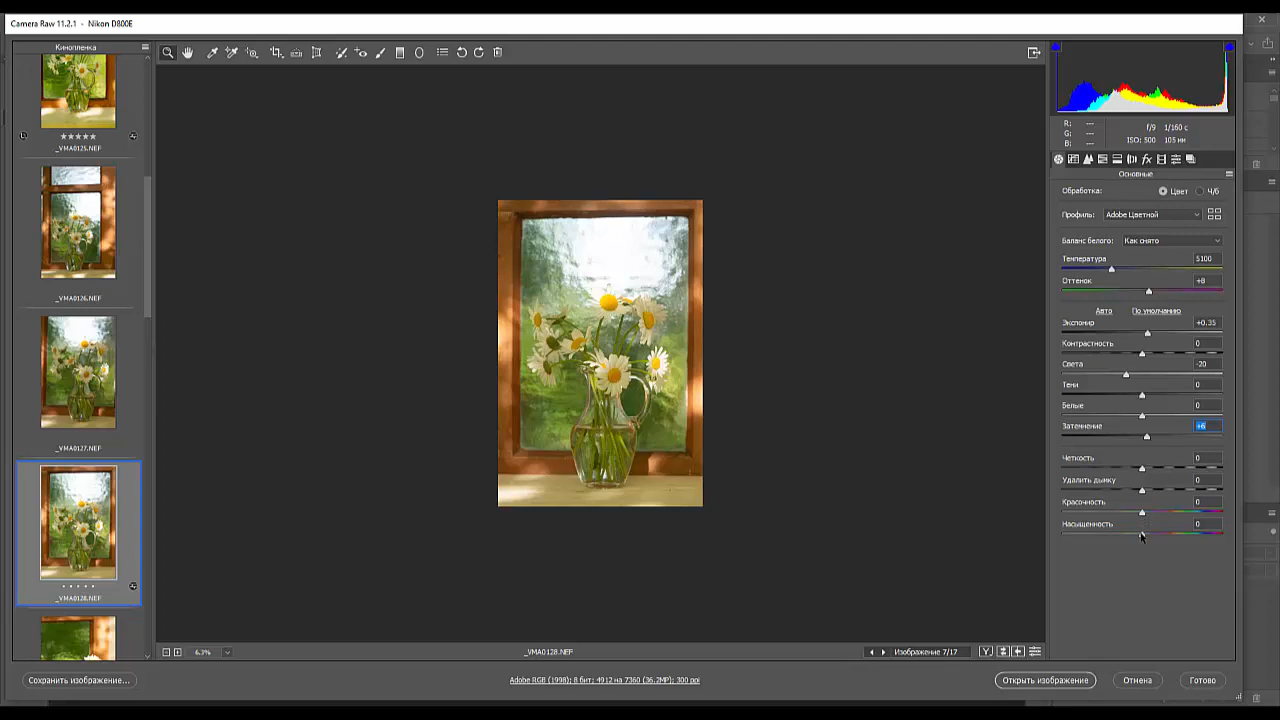 Camera Raw 11.2.1 - Nikon D800E
Кинопленка
_VMA0125.NEF
_VMA0126.NEF
_VMA0127.NEF
_VMA0128.NEF
R: ---
G: ---
B: ---
f/9 1/160 с
ISO: 500 105 мм
Основные
Обработка: Цвет Ч/б
Профиль: Adobe Цветной
Баланс белого: Как снято
Температура 5100
Оттенок +8
Авто По умолчанию
Экспонир +0.35
Контрастность 0
Света -20
Тени 0
Белые 0
Затемнение +6
Четкость 0
Удалить дымку 0
Красочность 0
Насыщенность 0
6,3% _VMA0128.NEF Изображение 7/17 Y
Сохранить изображение... Adobe RGB (1998); 8 бит; 4912 на 7360 (36.2MP); 300 ppi Открыть изображение Отмена Готово